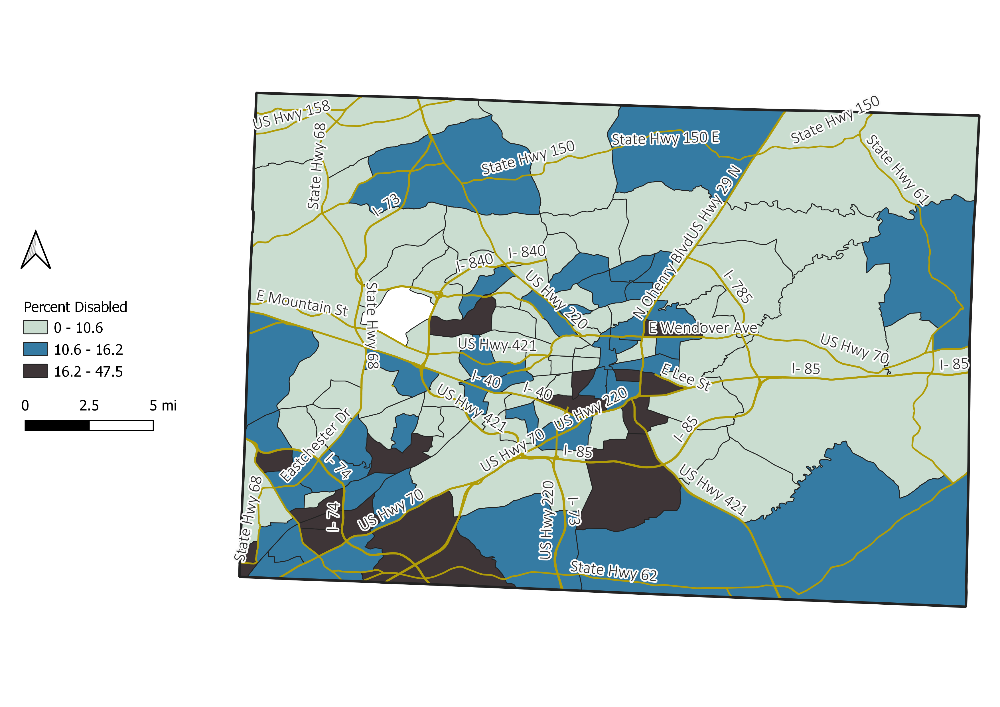 US Hwy 158
State Hwy 150
State Hwy 68
State Hwy 150 E
State Hwy 150
State Hwy 61
US Hwy 29 N
I- 73
I- 840
I- 840
N Ohenry Blvd
I- 785
US Hwy 220
E Mountain St
State Hwy 68
E Wendover Ave
US Hwy 421
US Hwy 70
I- 85
I- 85
I- 40
I- 40
E Lee St
US Hwy 421
US Hwy 220
Eastchester Dr
I- 85
US Hwy 70
I- 85
I- 74
US Hwy 421
State Hwy 68
I- 74
US Hwy 70
US Hwy 220
I- 73
State Hwy 62
Percent Disabled
0 - 10.6
10.6 - 16.2
16.2 - 47.5
0 2.5 5 mi